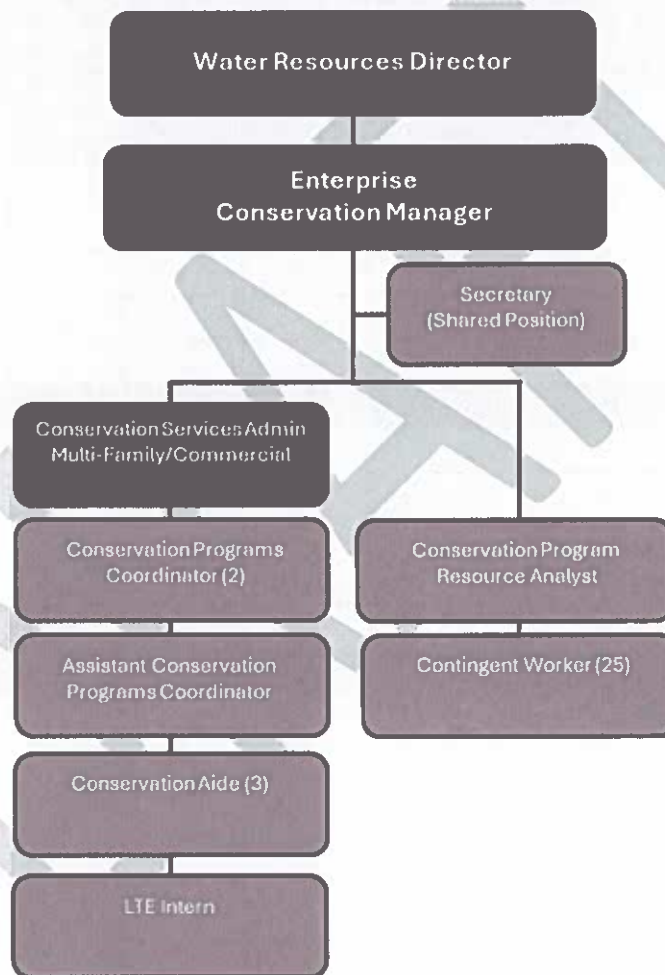 Water Resources Director
Enterprise
Conservation Manager
Secretary
(Shared Position)
Conservation Services Admin
Multi-Family/Commercial
Conservation Programs
Coordinator (2)
Conservation Program
Resource Analyst
Assistant Conservation
Programs Coordinator
Contingent Worker (25)
Conservation Aide (3)
LTE Intern